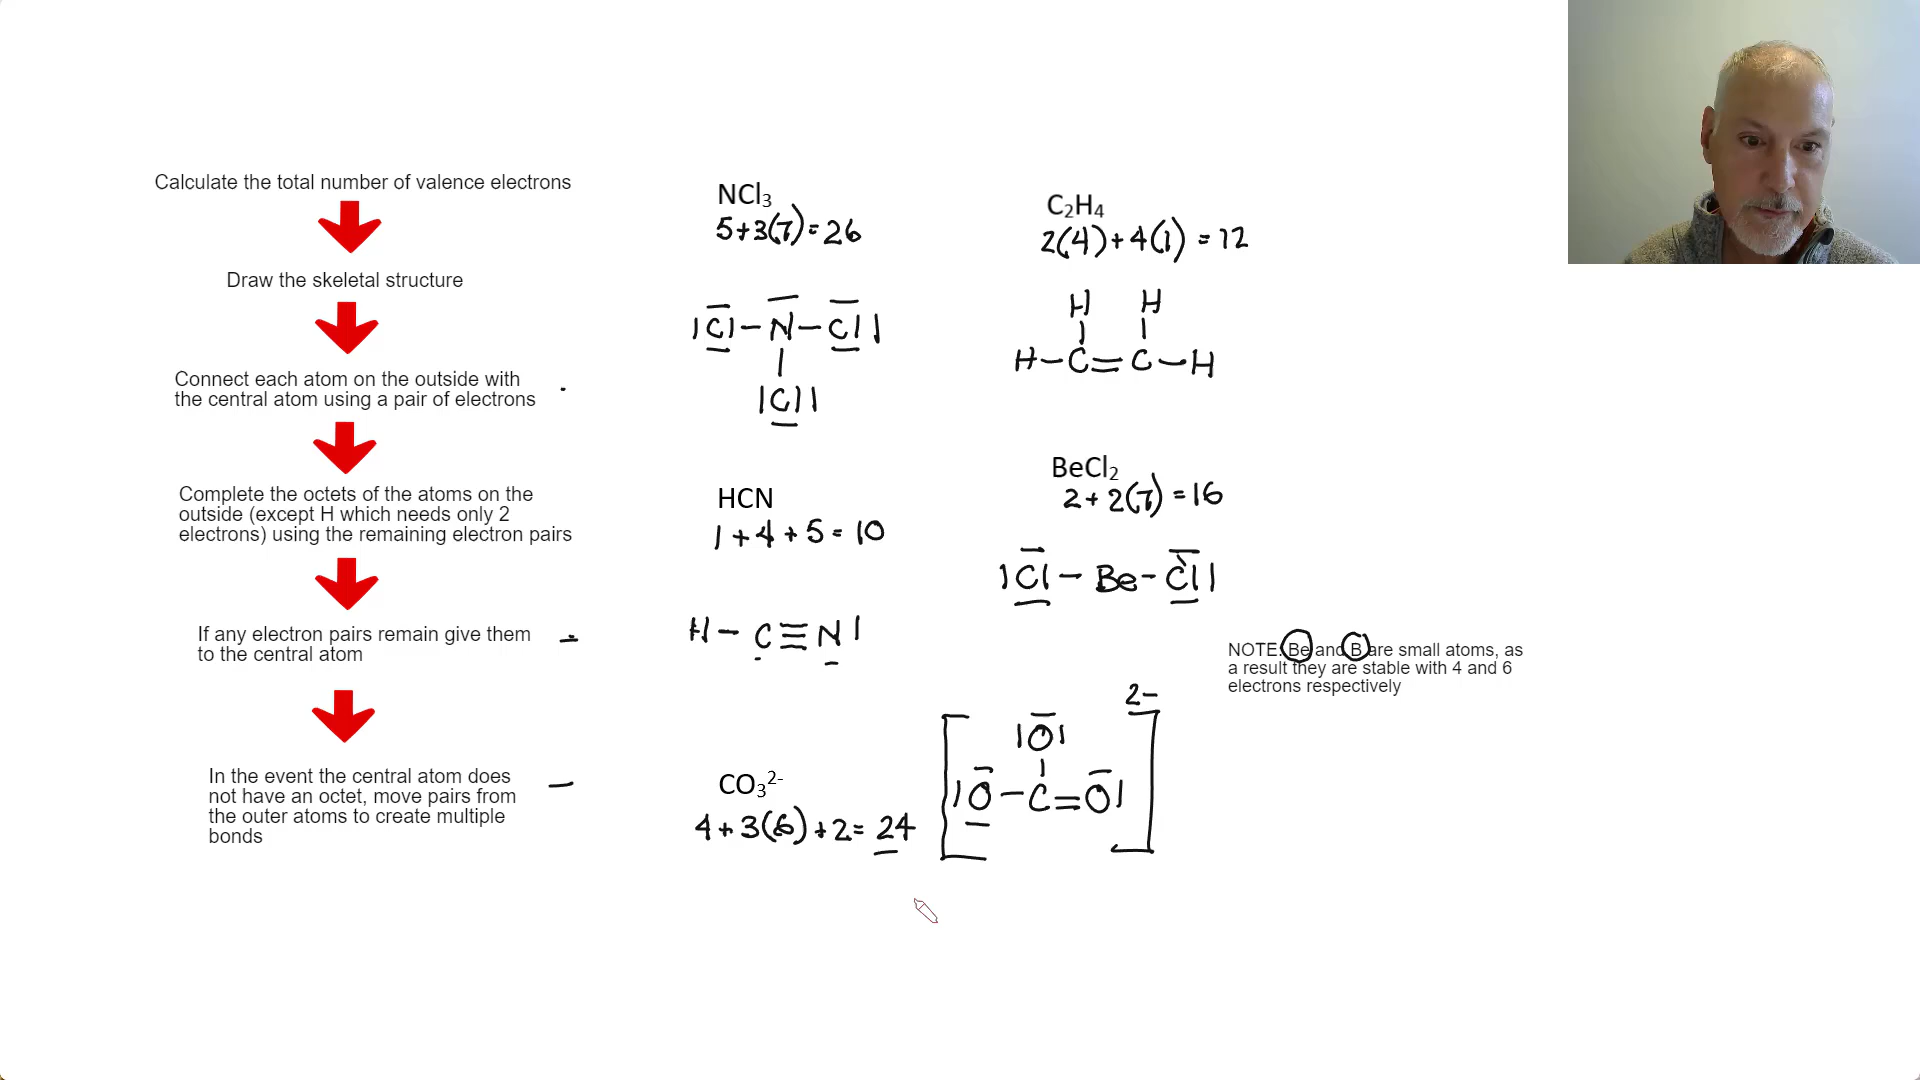 Calculate the total number of valence electrons
Draw the skeletal structure
Connect each atom on the outside with
the central atom using a pair of electrons
Complete the octets of the atoms on the
outside (except H which needs only 2
electrons) using the remaining electron pairs
If any electron pairs remain give them
to the central atom
In the event the central atom does
not have an octet, move pairs from
the outer atoms to create multiple
bonds
NCl₃
5+3(7)=26
|Cl|–N–Cl|
|
|Cl|
HCN
1+4+5=10
H–C≡N|
CO₃²⁻
4+3(6)+2=24
C₂H₄
2(4)+4(1)=12
H H
| |
H–C=C–H
BeCl₂
2+2(7)=16
|Cl–Be–Cl|
NOTE: Be and B are small atoms, as
a result they are stable with 4 and 6
electrons respectively
2–
|O|
|
|O–C=O|